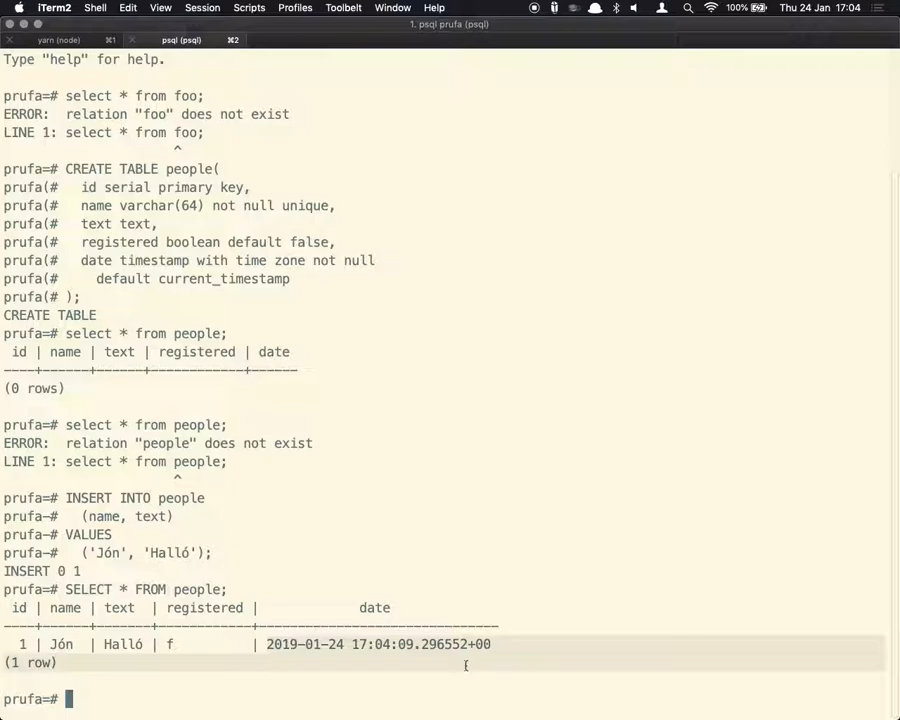 iTerm2 Shell Edit View Session Scripts Profiles Toolbelt Window Help 100% Thu 24 Jan 17:04
1. psql prufa (psql)
yarn (node) ⌘1 psql (psql) ⌘2
Type "help" for help.
prufa=# select * from foo;
ERROR:  relation "foo" does not exist
LINE 1: select * from foo;
^
prufa=# CREATE TABLE people(
prufa(#   id serial primary key,
prufa(#   name varchar(64) not null unique,
prufa(#   text text,
prufa(#   registered boolean default false,
prufa(#   date timestamp with time zone not null
prufa(#     default current_timestamp
prufa(# );
CREATE TABLE
prufa=# select * from people;
id | name | text | registered | date
----+------+------+------------+------
(0 rows)
prufa=# select * from people;
ERROR:  relation "people" does not exist
LINE 1: select * from people;
^
prufa=# INSERT INTO people
prufa-#   (name, text)
prufa-# VALUES
prufa-#   ('Jón', 'Halló');
INSERT 0 1
prufa=# SELECT * FROM people;
id | name | text  | registered |             date
----+------+-------+------------+-------------------------------
1 | Jón  | Halló | f          | 2019-01-24 17:04:09.296552+00
(1 row)
prufa=#